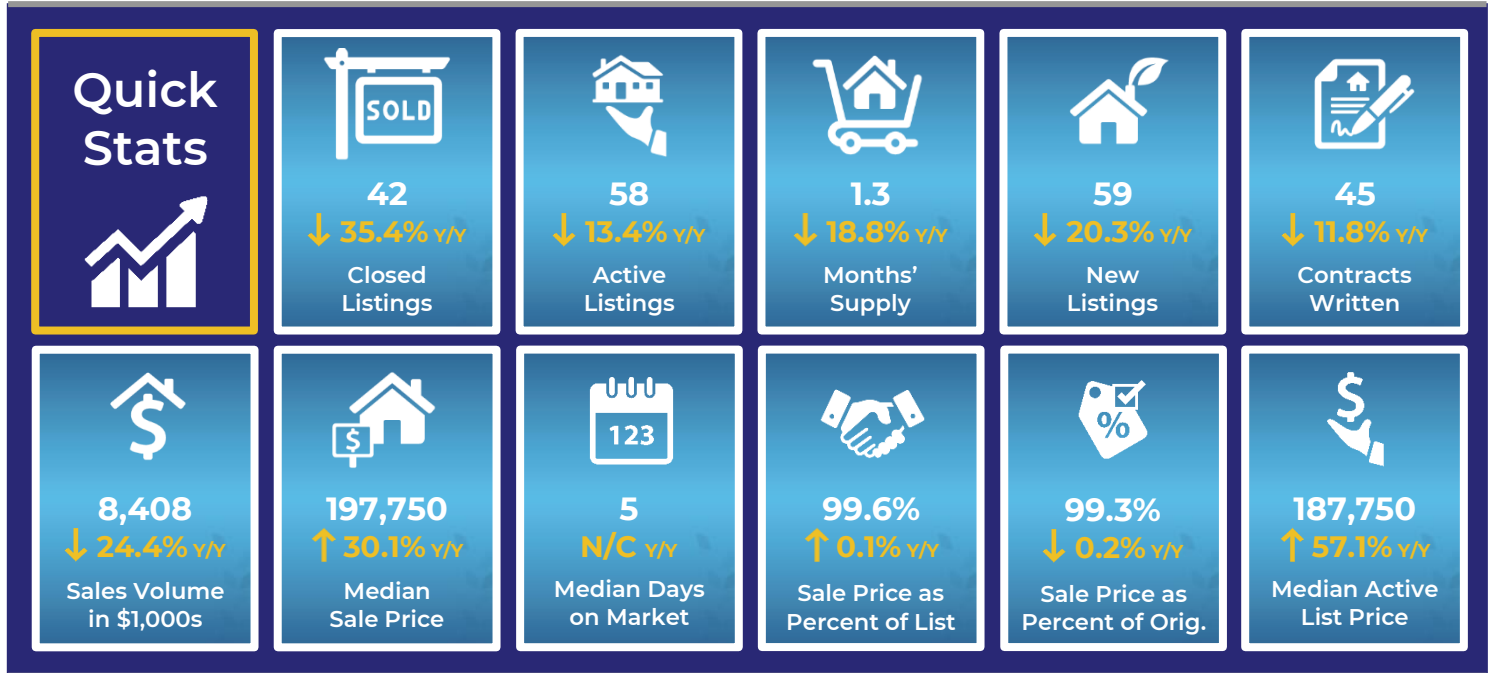 Quick
Stats
SOLD
42
↓ 35.4% Y/Y
Closed
Listings
58
↓ 13.4% Y/Y
Active
Listings
1.3
↓ 18.8% Y/Y
Months’
Supply
59
↓ 20.3% Y/Y
New
Listings
45
↓ 11.8% Y/Y
Contracts
Written
$
8,408
↓ 24.4% Y/Y
Sales Volume
in $1,000s
$
197,750
↑ 30.1% Y/Y
Median
Sale Price
123
5
N/C Y/Y
Median Days
on Market
99.6%
↑ 0.1% Y/Y
Sale Price as
Percent of List
%
99.3%
↓ 0.2% Y/Y
Sale Price as
Percent of Orig.
$
187,750
↑ 57.1% Y/Y
Median Active
List Price